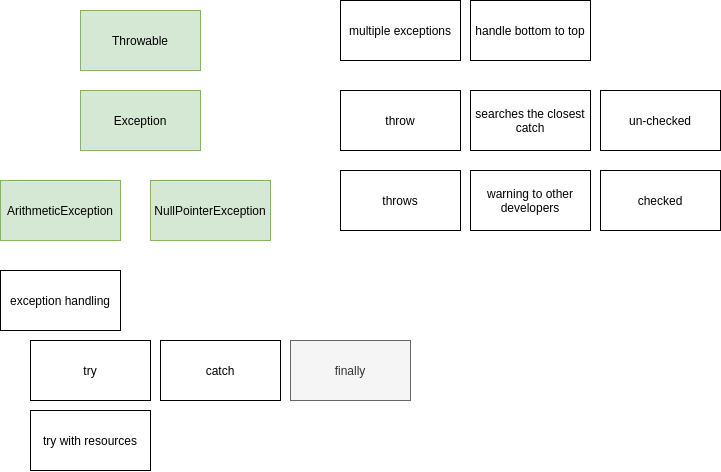 Throwable
multiple exceptions
handle bottom to top
Exception
throw
searches the closest
catch
un-checked
ArithmeticException
NullPointerException
throws
warning to other
developers
checked
exception handling
try
catch
finally
try with resources